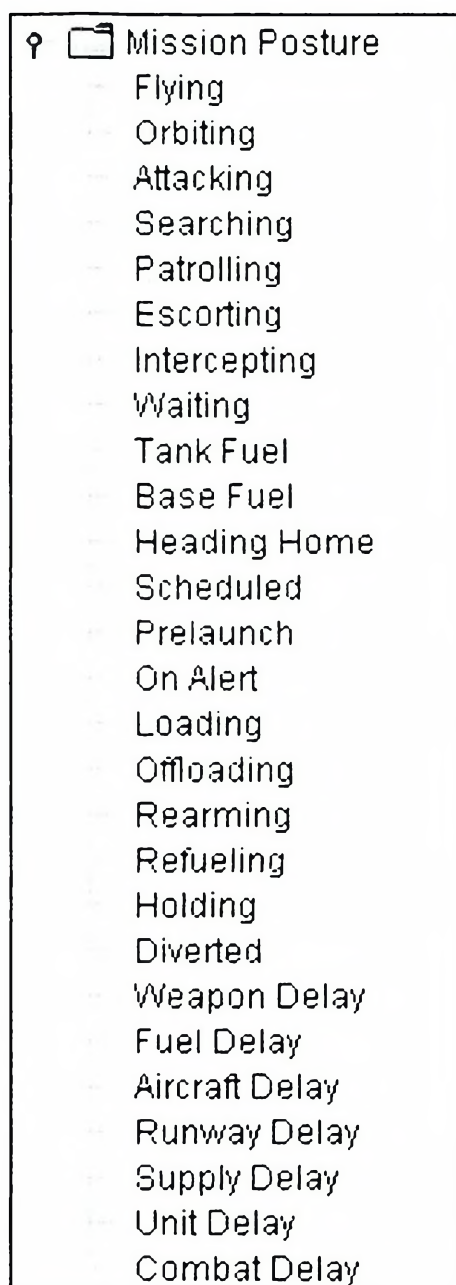 Mission Posture
Flying
Orbiting
Attacking
Searching
Patrolling
Escorting
Intercepting
Waiting
Tank Fuel
Base Fuel
Heading Home
Scheduled
Prelaunch
On Alert
Loading
Offloading
Rearming
Refueling
Holding
Diverted
Weapon Delay
Fuel Delay
Aircraft Delay
Runway Delay
Supply Delay
Unit Delay
Combat Delay